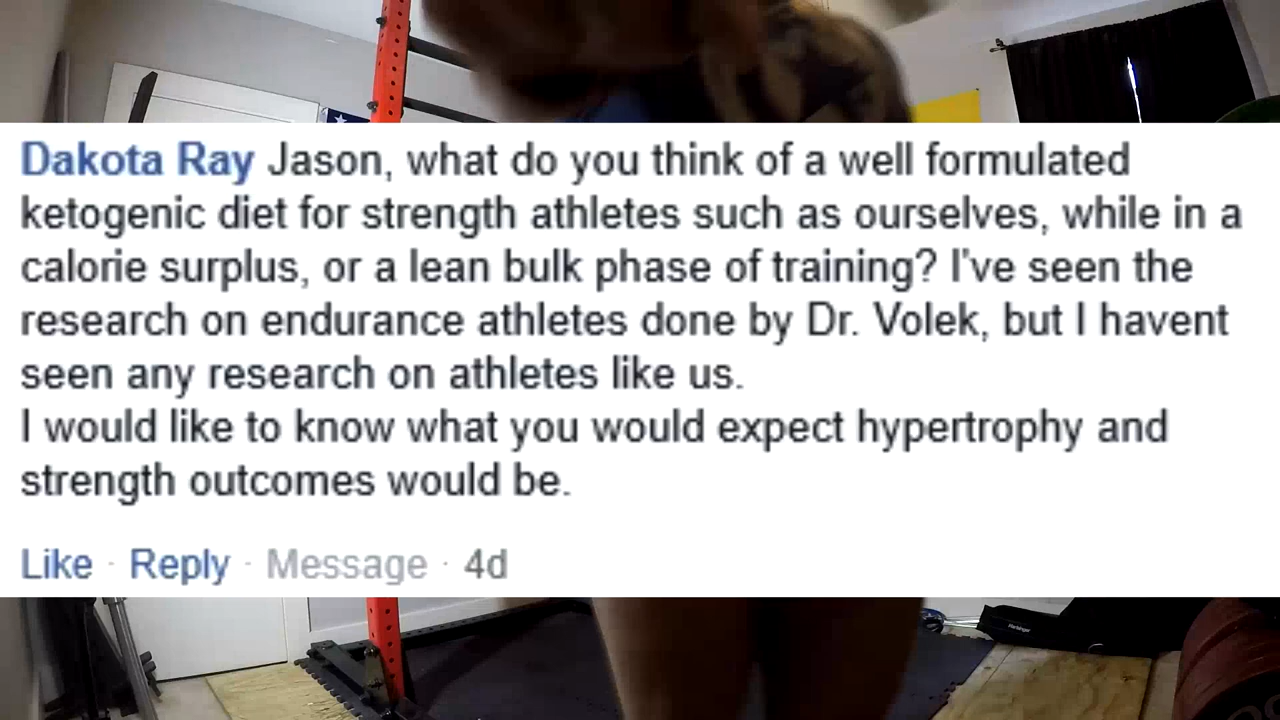 Dakota Ray Jason, what do you think of a well formulated
ketogenic diet for strength athletes such as ourselves, while in a
calorie surplus, or a lean bulk phase of training? I've seen the
research on endurance athletes done by Dr. Volek, but I havent
seen any research on athletes like us.
I would like to know what you would expect hypertrophy and
strength outcomes would be.
Like · Reply · Message · 4d